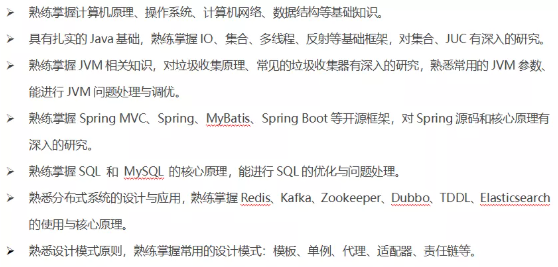 ➢ 熟练掌握计算机原理、操作系统、计算机网络、数据结构等基础知识。
➢ 具有扎实的 Java 基础，熟练掌握 IO、集合、多线程、反射等基础框架，对集合、JUC 有深入的研究。
➢ 熟练掌握 JVM 相关知识，对垃圾收集原理、常见的垃圾收集器有深入的研究，熟悉常用的 JVM 参数、
能进行 JVM 问题处理与调优。
➢ 熟练掌握 Spring MVC、Spring、MyBatis、Spring Boot 等开源框架，对 Spring 源码和核心原理有
深入的研究。
➢ 熟练掌握 SQL 和 MySQL 的核心原理，能进行 SQL 的优化与问题处理。
➢ 熟悉分布式系统的设计与应用，熟练掌握 Redis、Kafka、Zookeeper、Dubbo、TDDL、Elasticsearch
的使用与核心原理。
➢ 熟悉设计模式原则，熟练掌握常用的设计模式：模板、单例、代理、适配器、责任链等。